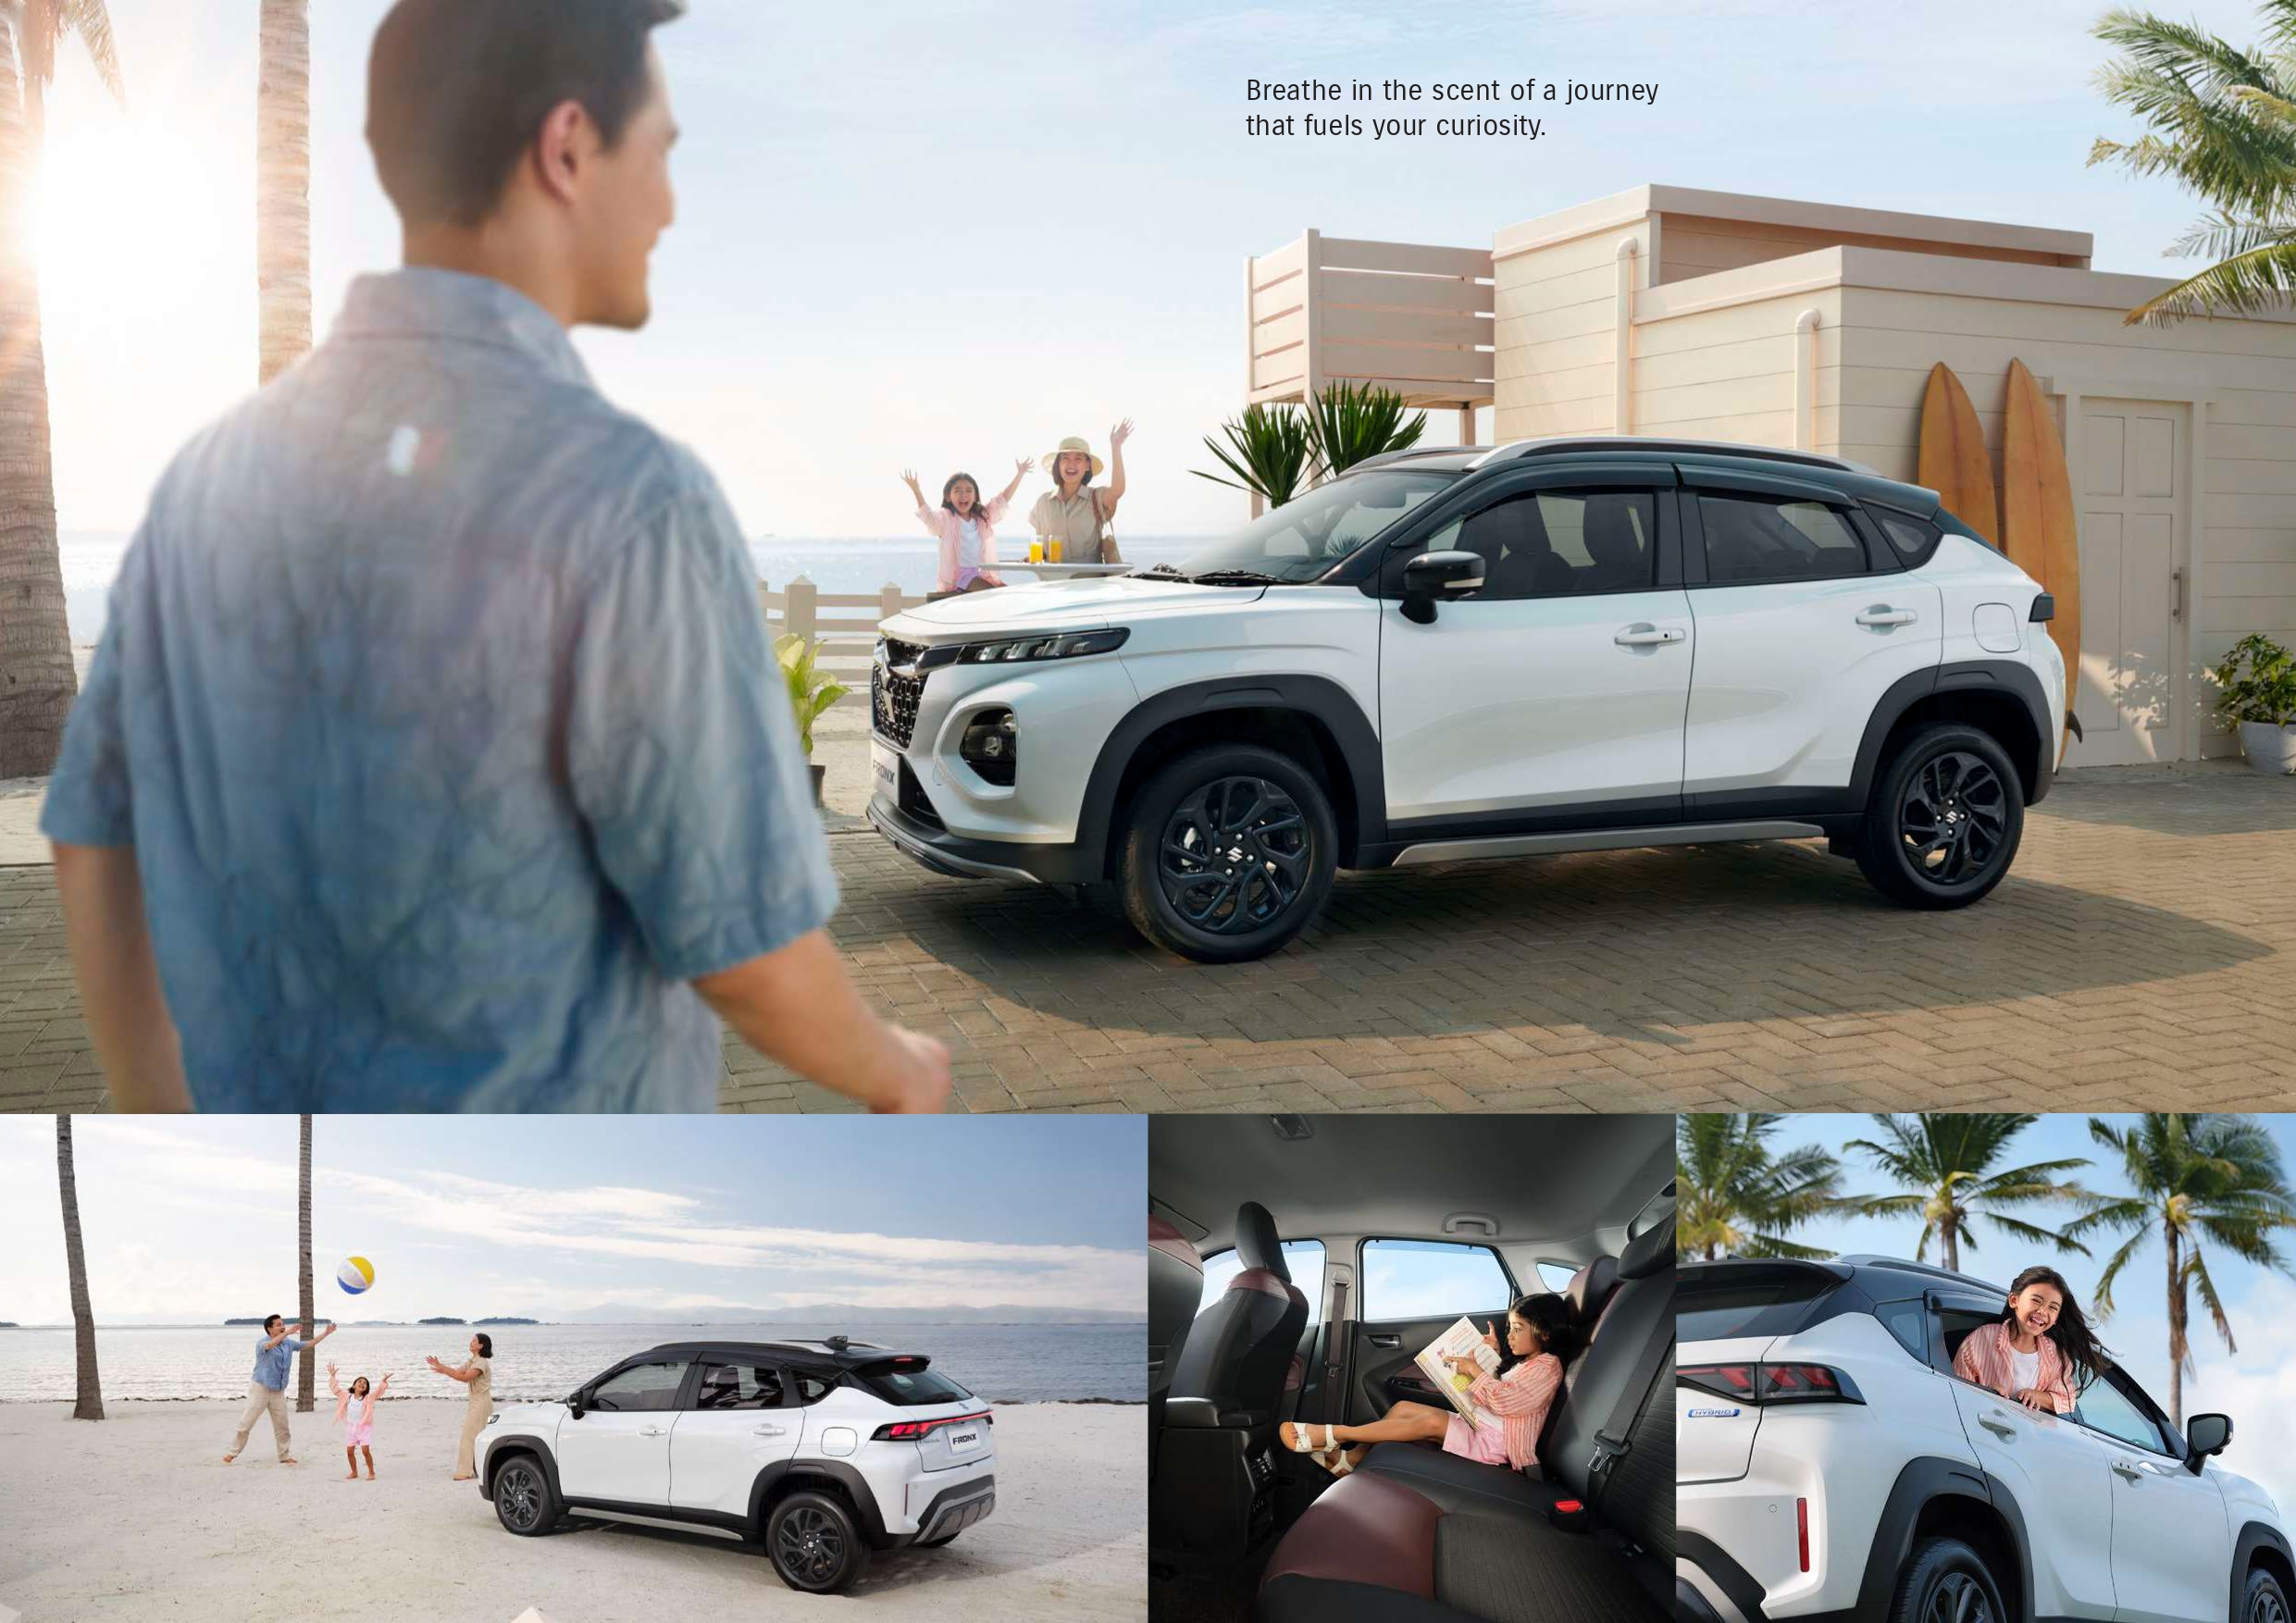 Breathe in the scent of a journey
that fuels your curiosity.
FRONX
FRONX
HYBRID